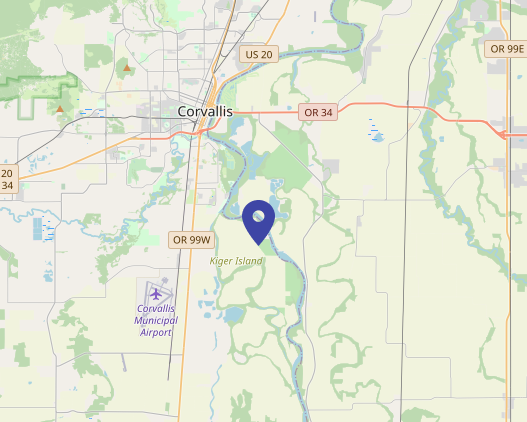 OR 99E
US 20
Corvallis
OR 34
20
34
OR 99W
Kiger Island
Corvallis
Municipal
Airport